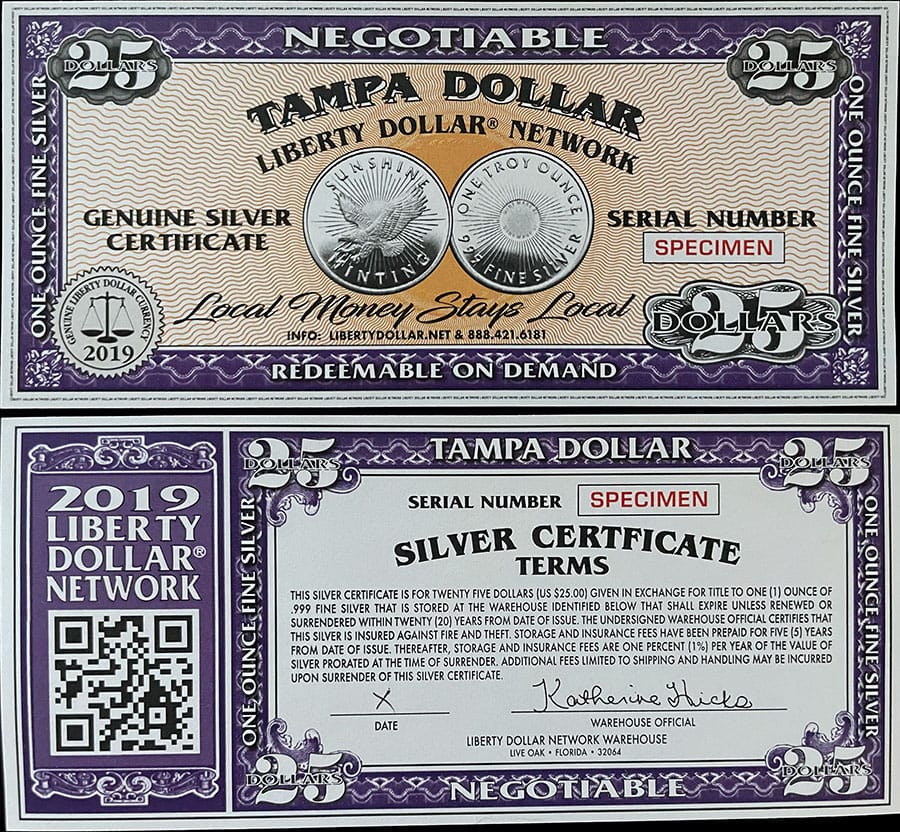 NEGOTIABLE
25
DOLLARS
25
DOLLARS
ONE OUNCE FINE SILVER
ONE OUNCE FINE SILVER
TAMPA DOLLAR
LIBERTY DOLLAR® NETWORK
SUNSHINE
MINTING
ONE TROY OUNCE
999 FINE SILVER
GENUINE SILVER
CERTIFICATE
SERIAL NUMBER
SPECIMEN
Local Money Stays Local
INFO: LIBERTYDOLLAR.NET & 888.421.6181
GENUINE LIBERTY DOLLAR CURRENCY
2019
25
DOLLARS
REDEEMABLE ON DEMAND
2019
LIBERTY
DOLLAR®
NETWORK
25
DOLLARS
TAMPA DOLLAR
25
DOLLARS
ONE OUNCE FINE SILVER
ONE OUNCE FINE SILVER
SERIAL NUMBER SPECIMEN
SILVER CERTFICATE
TERMS
THIS SILVER CERTIFICATE IS FOR TWENTY FIVE DOLLARS (US $25.00) GIVEN IN EXCHANGE FOR TITLE TO ONE (1) OUNCE OF
.999 FINE SILVER THAT IS STORED AT THE WAREHOUSE IDENTIFIED BELOW THAT SHALL EXPIRE UNLESS RENEWED OR
SURRENDERED WITHIN TWENTY (20) YEARS FROM DATE OF ISSUE. THE UNDERSIGNED WAREHOUSE OFFICIAL CERTIFIES THAT
THIS SILVER IS INSURED AGAINST FIRE AND THEFT. STORAGE AND INSURANCE FEES HAVE BEEN PREPAID FOR FIVE (5) YEARS
FROM DATE OF ISSUE. THEREAFTER, STORAGE AND INSURANCE FEES ARE ONE PERCENT (1%) PER YEAR OF THE VALUE OF
SILVER PRORATED AT THE TIME OF SURRENDER. ADDITIONAL FEES LIMITED TO SHIPPING AND HANDLING MAY BE INCURRED
UPON SURRENDER OF THIS SILVER CERTIFICATE.
X
Katherine Hicks
DATE
WAREHOUSE OFFICIAL
LIBERTY DOLLAR NETWORK WAREHOUSE
LIVE OAK • FLORIDA • 32064
25
DOLLARS
NEGOTIABLE
25
DOLLARS